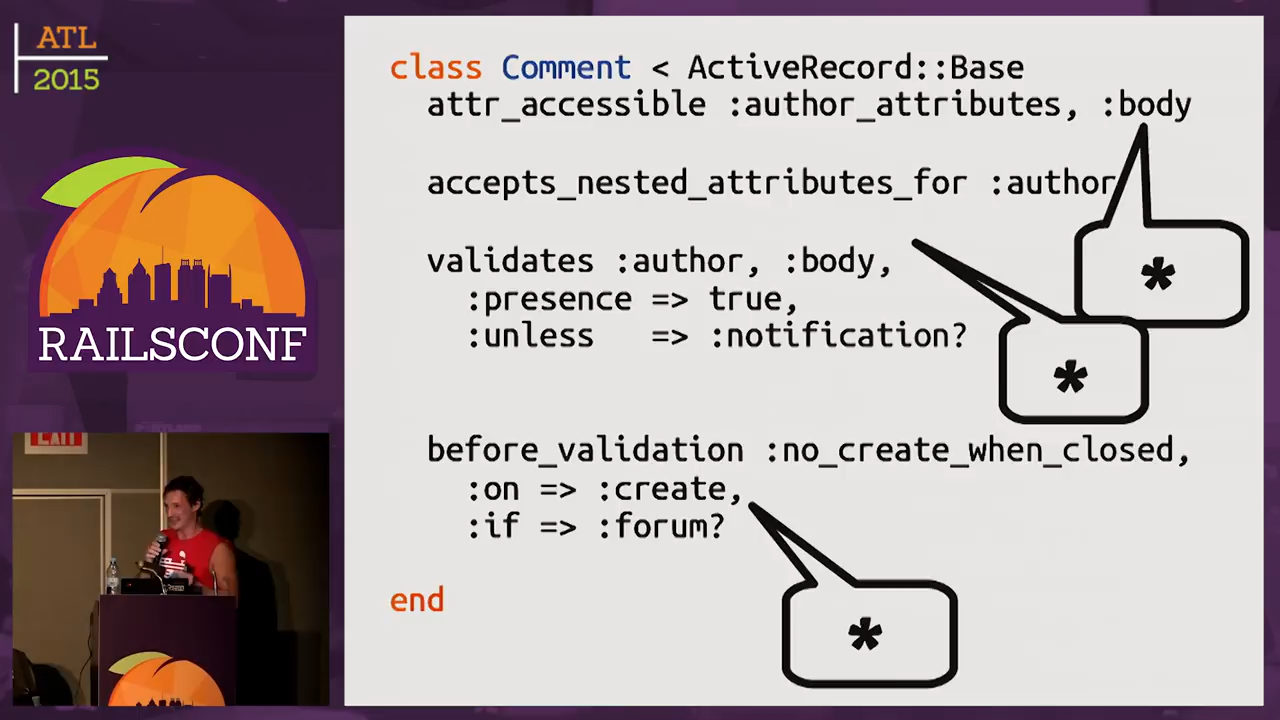 ATL
2015
RAILSCONF
EXIT
class Comment < ActiveRecord::Base
attr_accessible :author_attributes, :body
accepts_nested_attributes_for :author
validates :author, :body,
:presence => true,
:unless => :notification?
before_validation :no_create_when_closed,
:on => :create,
:if => :forum?
end
*
*
*